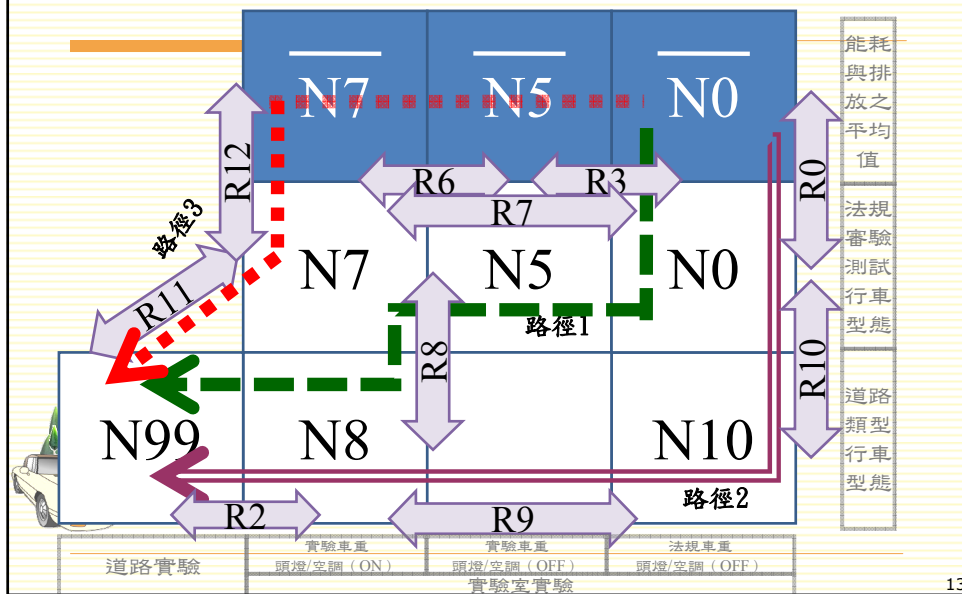 N7 N5 N0
能耗與排放之平均值
R12
R6
R3
R0
R7
路徑3
R11
N7 N5 N0
法規審驗測試行車型態
路徑1
R8
R10
N99 N8 N10
道路類型行車型態
路徑2
R2
R9
道路實驗
實驗車重
頭燈/空調（ON）
實驗車重
頭燈/空調（OFF）
法規車重
頭燈/空調（OFF）
實驗室實驗
13